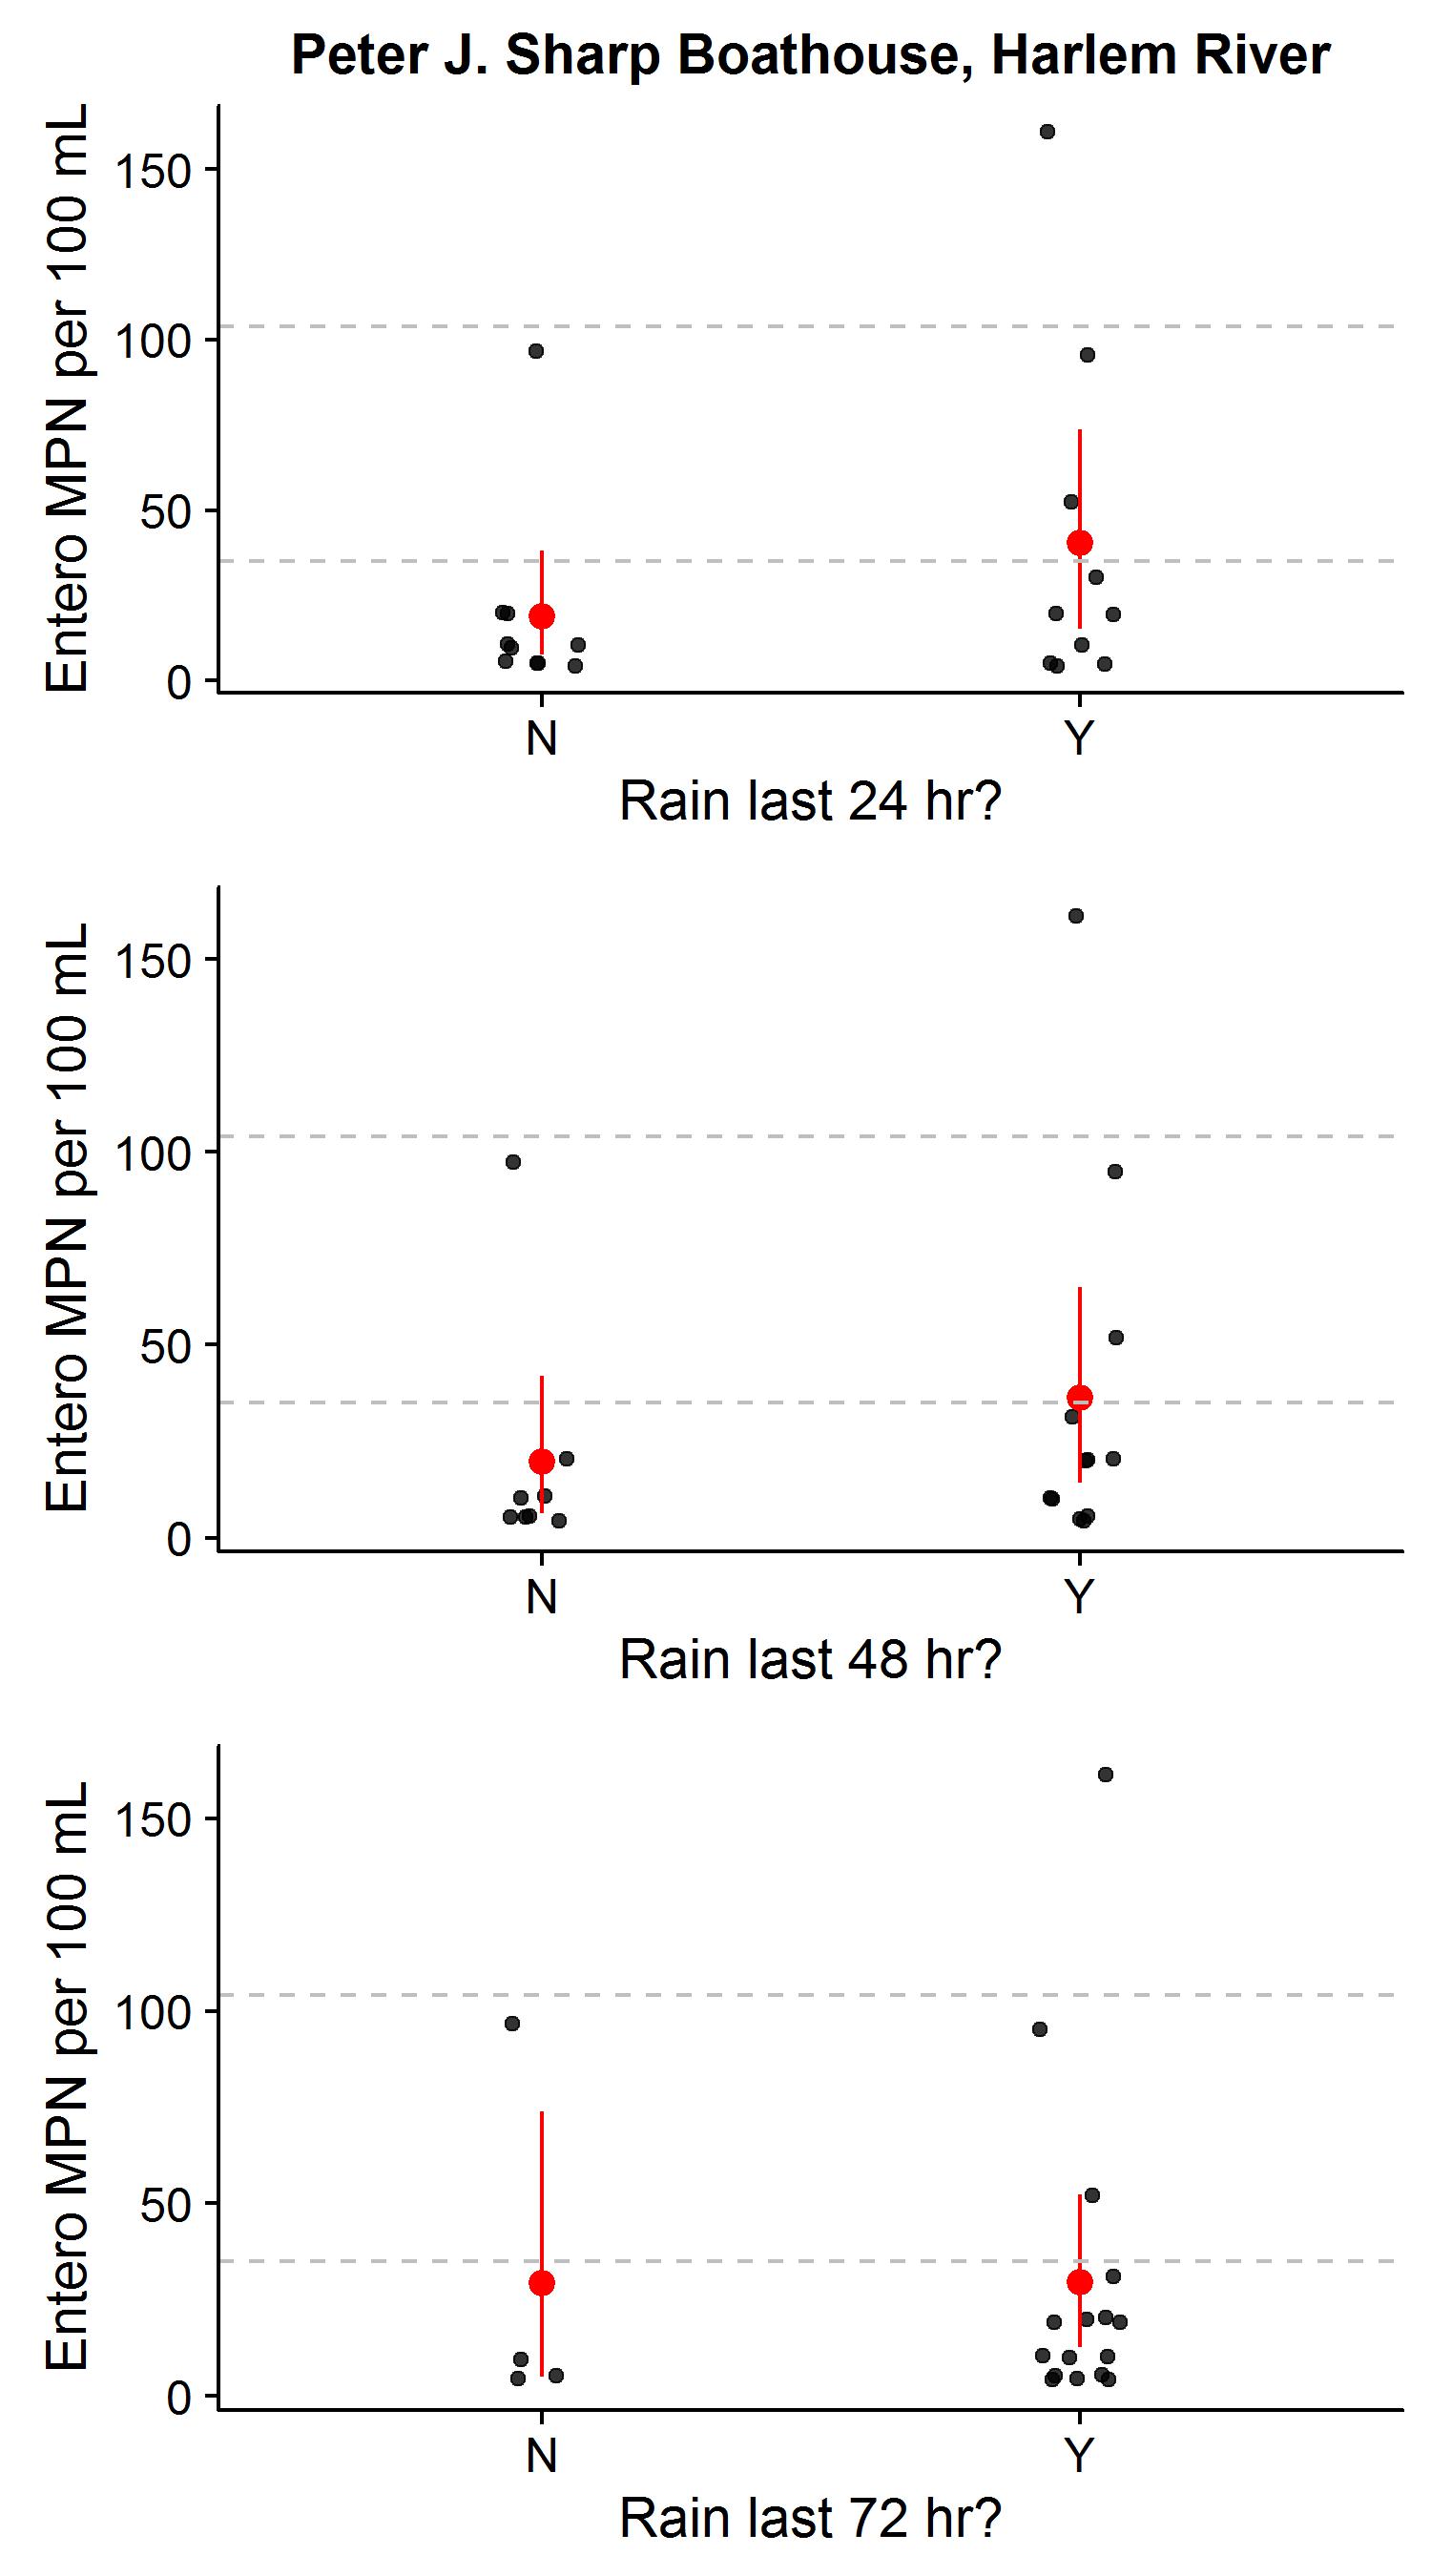 Peter J. Sharp Boathouse, Harlem River
Entero MPN per 100 mL
150
100
50
0
N Y
Rain last 24 hr?
Entero MPN per 100 mL
150
100
50
0
N Y
Rain last 48 hr?
Entero MPN per 100 mL
150
100
50
0
N Y
Rain last 72 hr?